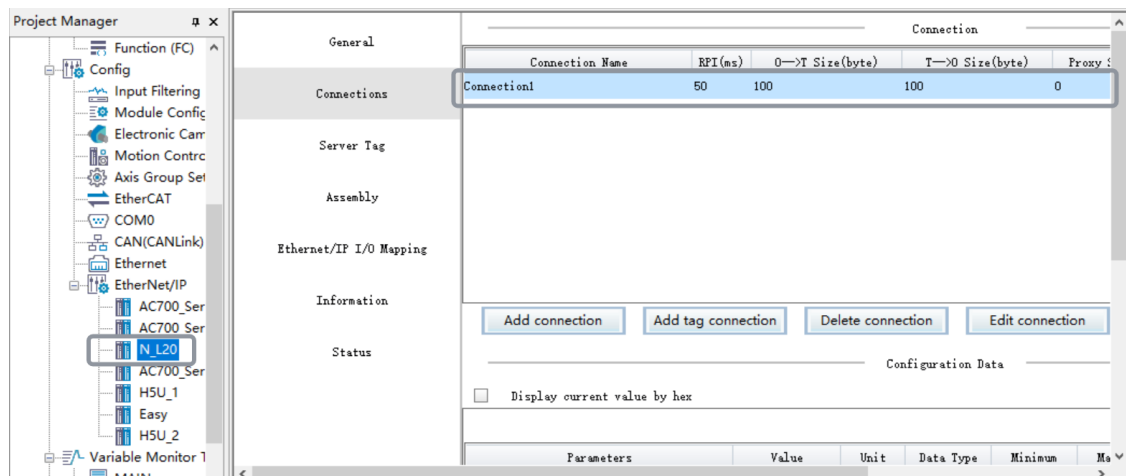 Project Manager
Function (FC)
Config
Input Filtering
Module Config
Electronic Cam
Motion Contrc
Axis Group Set
EtherCAT
COM0
CAN(CANLink)
Ethernet
EtherNet/IP
AC700_Ser
AC700_Ser
N_L20
AC700_Ser
H5U_1
Easy
H5U_2
Variable Monitor T
MAIN
General
Connections
Server Tag
Assembly
Ethernet/IP I/O Mapping
Information
Status
Connection
Connection Name RPI(ms) O—>T Size(byte) T—>O Size(byte) Proxy S
Connection1 50 100 100 0
Add connection Add tag connection Delete connection Edit connection
Configuration Data
Display current value by hex
Parameters Value Unit Data Type Minimum Ma